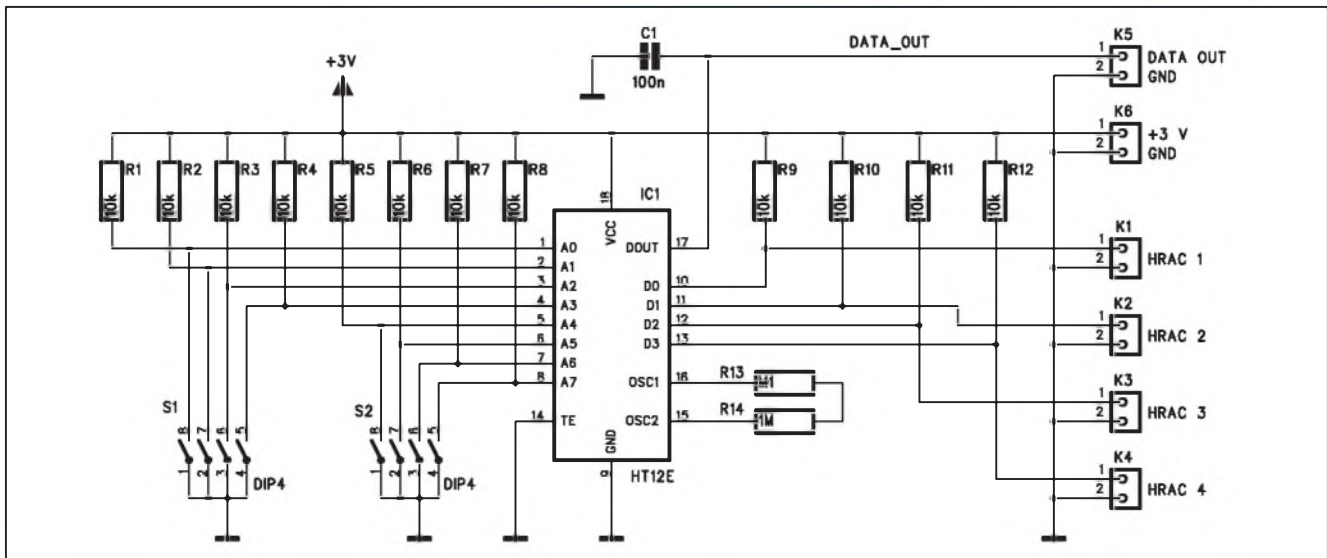 C1
100n
DATA_OUT
K5
1
2
DATA OUT
GND
+3V
K6
1
2
+3 V
GND
R1
10k
R2
10k
R3
10k
R4
10k
R5
10k
R6
10k
R7
10k
R8
10k
R9
10k
R10
10k
R11
10k
R12
10k
IC1
18
VCC
1 A0
2 A1
3 A2
4 A3
5 A4
6 A5
7 A6
8 A7
14 TE
DOUT 17
D0 10
D1 11
D2 12
D3 13
OSC1 16
OSC2 15
GND
9
HT12E
R13
M1
R14
1M
K1
1
2
HRAC 1
K2
1
2
HRAC 2
K3
1
2
HRAC 3
K4
1
2
HRAC 4
S1
8 7 6 5
1 2 3 4
DIP4
S2
8 7 6 5
1 2 3 4
DIP4